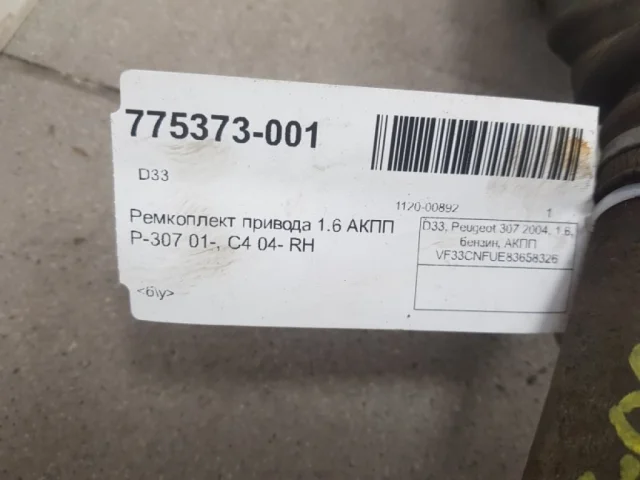 775373-001
D33
1120-00892 1
Ремкоплект привода 1.6 АКПП
P-307 01-, C4 04- RH
D33, Peugeot 307 2004, 1.6,
бензин, АКПП
VF33CNFUE83658326
<б\у>